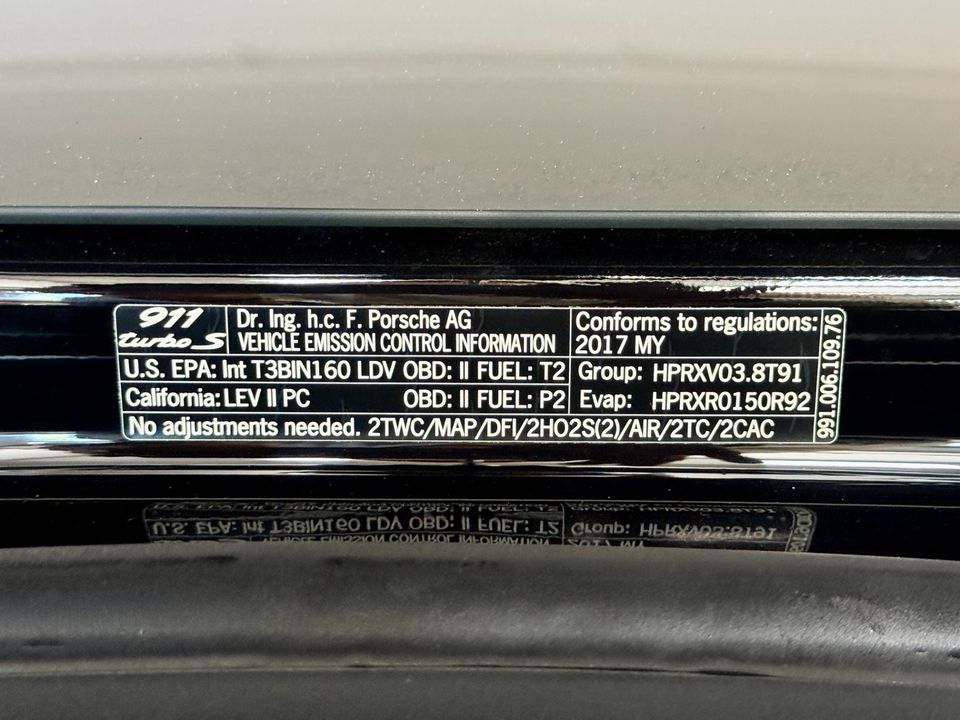 911
turbo S
Dr. Ing. h.c. F. Porsche AG
VEHICLE EMISSION CONTROL INFORMATION
Conforms to regulations:
2017 MY
U.S. EPA: Int T3BIN160 LDV OBD: II FUEL: T2
Group: HPRXV03.8T91
California: LEV II PC OBD: II FUEL: P2
Evap: HPRXR0150R92
No adjustments needed. 2TWC/MAP/DFI/2HO2S(2)/AIR/2TC/2CAC
991.006.109.76